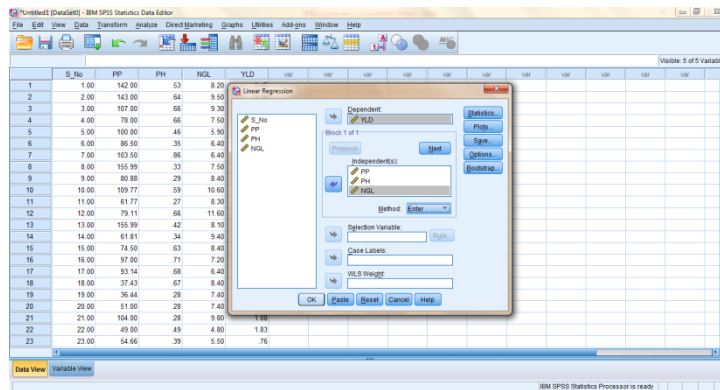 *Untitled1 [DataSet0] - IBM SPSS Statistics Data Editor
File Edit View Data Transform Analyze Direct Marketing Graphs Utilities Add-ons Window Help
Visible: 5 of 5 Variabl
S_No PP PH NGL YLD var var var var var var var var var
1 1.00 142.00 .53 8.20
2 2.00 143.00 .64 9.50
3 3.00 107.00 .66 9.30
4 4.00 78.00 .66 7.50
5 5.00 100.00 .46 5.90
6 6.00 86.50 .35 6.40
7 7.00 103.50 .86 6.40
8 8.00 155.99 .33 7.50
9 9.00 80.88 .29 8.40
10 10.00 109.77 .59 10.60
11 11.00 61.77 .27 8.30
12 12.00 79.11 .66 11.60
13 13.00 155.99 .42 8.10
14 14.00 61.81 .34 9.40
15 15.00 74.50 .63 8.40
16 16.00 97.00 .71 7.20
17 17.00 93.14 .68 6.40
18 18.00 37.43 .67 8.40
19 19.00 36.44 .28 7.40
20 20.00 51.00 .28 7.40
21 21.00 104.00 .28 9.80 1.08
22 22.00 49.00 .49 4.80 1.83
23 23.00 54.66 .39 5.50 .76
Linear Regression
S_No
PP
PH
NGL
Dependent:
YLD
Block 1 of 1
Previous Next
Independent(s):
PP
PH
NGL
Method: Enter
Selection Variable:
Rule...
Case Labels:
WLS Weight:
Statistics...
Plots...
Save...
Options...
Bootstrap...
OK Paste Reset Cancel Help
Data View Variable View
IBM SPSS Statistics Processor is ready